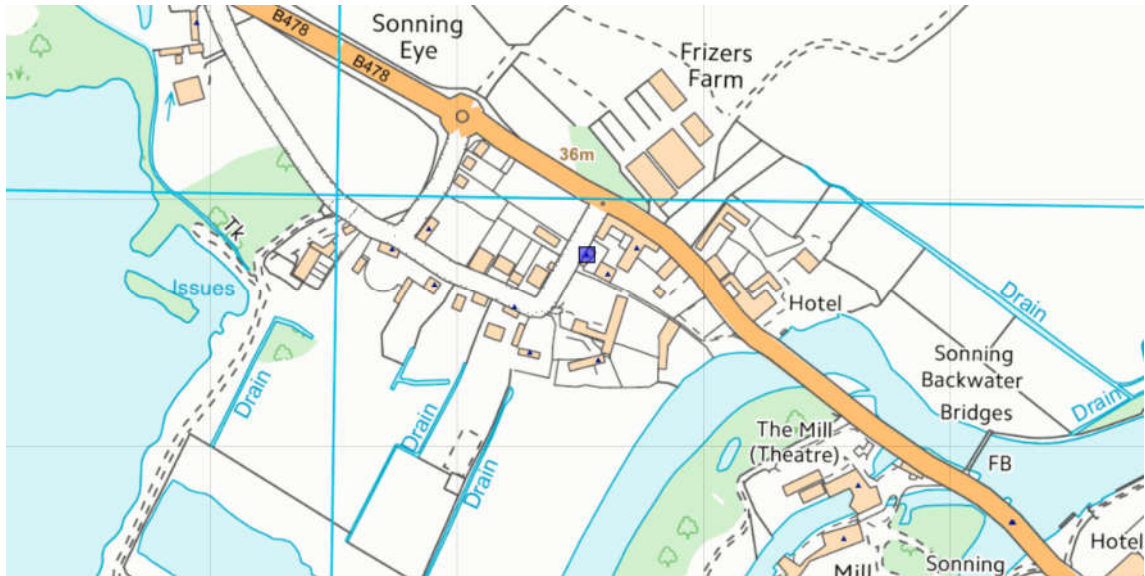 B478
Sonning
Eye
B478
Frizers
Farm
36m
Tk
Issues
Drain
Hotel
Sonning
Backwater
Bridges
Drain
Drain
Drain
Drain
The Mill
(Theatre)
FB
Hotel
Mill
Sonning